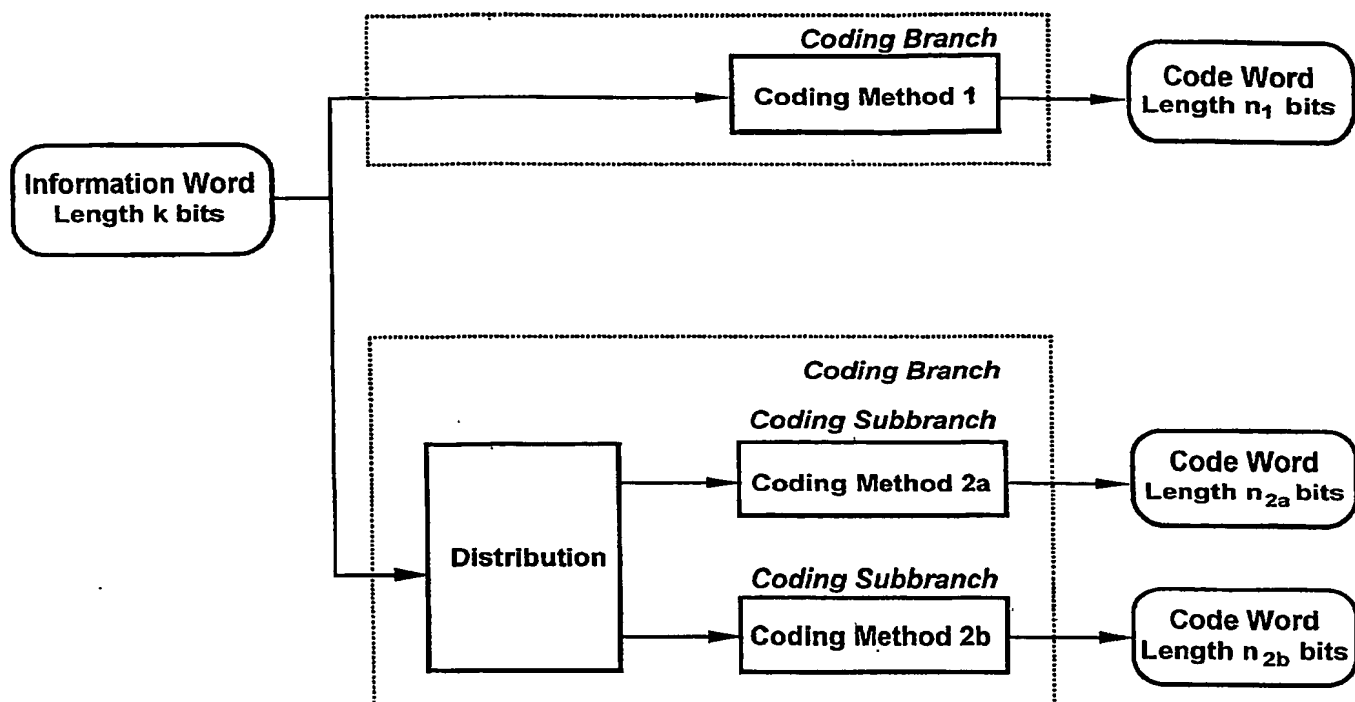 Coding Branch
Coding Method 1
Code Word
Length n₁ bits
Information Word
Length k bits
Coding Branch
Coding Subbranch
Coding Method 2a
Code Word
Length n₂ₐ bits
Distribution
Coding Subbranch
Coding Method 2b
Code Word
Length n2b bits